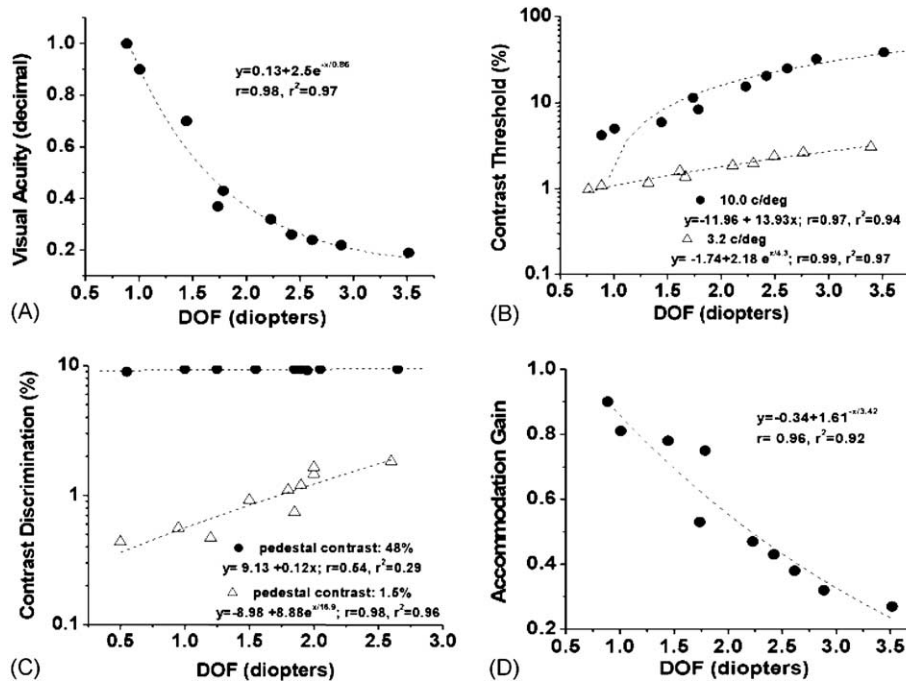 (A)
Visual Acuity (decimal)
1.0
0.8
0.6
0.4
0.2
y=0.13+2.5e^-x/0.86
r=0.98, r²=0.97
0.5 1.0 1.5 2.0 2.5 3.0 3.5
DOF (diopters)
(B)
Contrast Threshold (%)
100
10
1
0.1
10.0 c/deg
y=-11.96 + 13.93x; r=0.97, r²=0.94
3.2 c/deg
y= -1.74+2.18 e^x/4.3; r=0.99, r²=0.97
0.5 1.0 1.5 2.0 2.5 3.0 3.5
DOF (diopters)
(C)
Contrast Discrimination (%)
10
1
0.1
pedestal contrast: 48%
y= 9.13 +0.12x; r=0.54, r²=0.29
pedestal contrast: 1.5%
y=-8.98 +8.88e^x/16.9; r=0.98, r²=0.96
0.5 1.0 1.5 2.0 2.5
DOF (diopters)
(D)
Accommodation Gain
1.0
0.8
0.6
0.4
0.2
y=-0.34+1.61^-x/3.42
r= 0.96, r²=0.92
0.5 1.0 1.5 2.0 2.5 3.0 3.5
DOF (diopters)